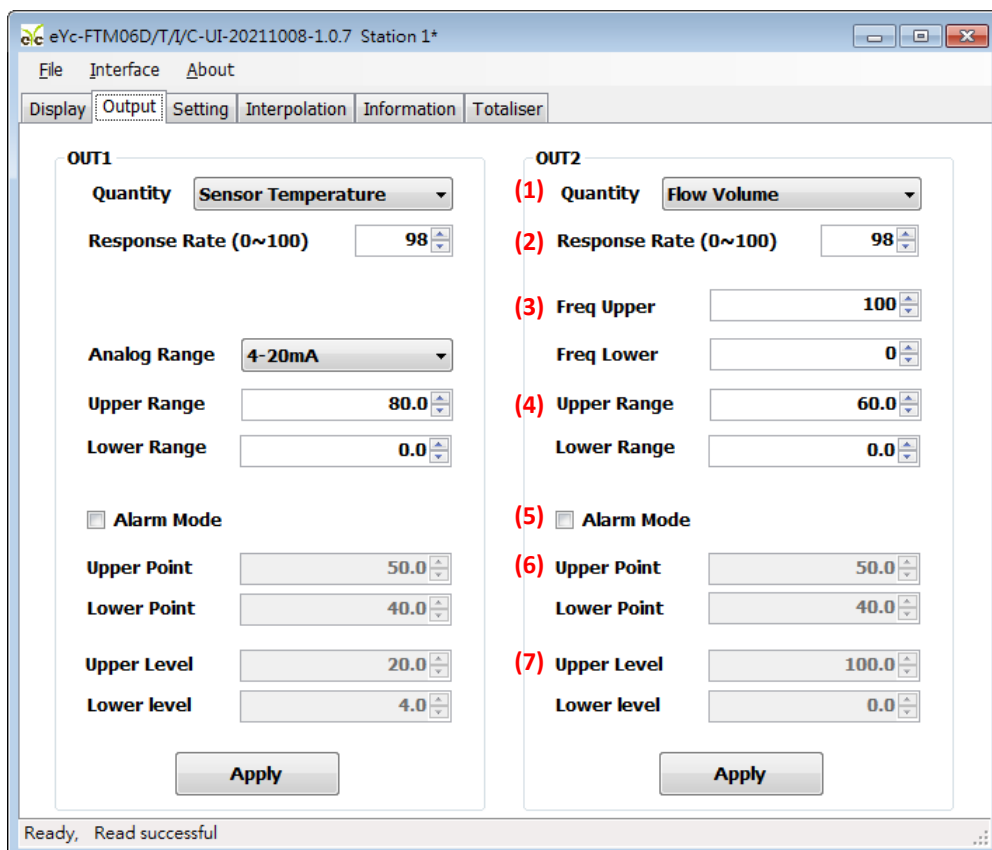 eyc eYc-FTM06D/T/I/C-UI-20211008-1.0.7 Station 1*
File Interface About
Display Output Setting Interpolation Information Totaliser
OUT1
Quantity Sensor Temperature
Response Rate (0~100) 98
Analog Range 4-20mA
Upper Range 80.0
Lower Range 0.0
Alarm Mode
Upper Point 50.0
Lower Point 40.0
Upper Level 20.0
Lower level 4.0
Apply
OUT2
(1) Quantity Flow Volume
(2) Response Rate (0~100) 98
(3) Freq Upper 100
Freq Lower 0
(4) Upper Range 60.0
Lower Range 0.0
(5) Alarm Mode
(6) Upper Point 50.0
Lower Point 40.0
(7) Upper Level 100.0
Lower level 0.0
Apply
Ready, Read successful